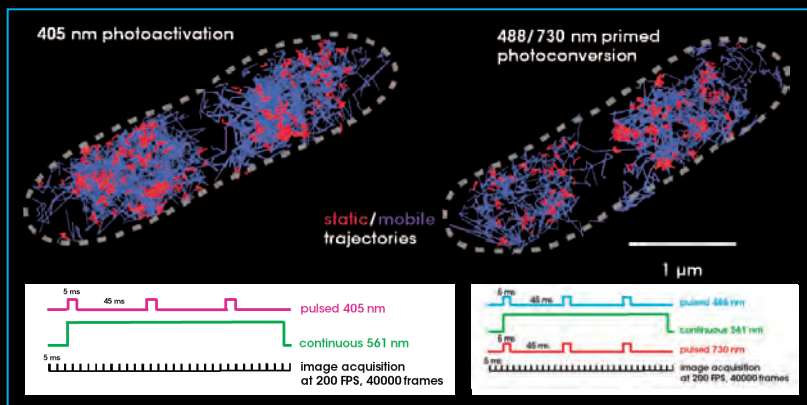 405 nm photoactivation
488/730 nm primed
photoconversion
static/mobile
trajectories
1 µm
5 ms
45 ms
pulsed 405 nm
continuous 561 nm
5 ms
image acquisition
at 200 FPS, 40000 frames
5 ms
45 ms
pulsed 488 nm
continuous 561 nm
5 ms
45 ms
pulsed 730 nm
5 ms
image acquisition
at 200 FPS, 40000 frames